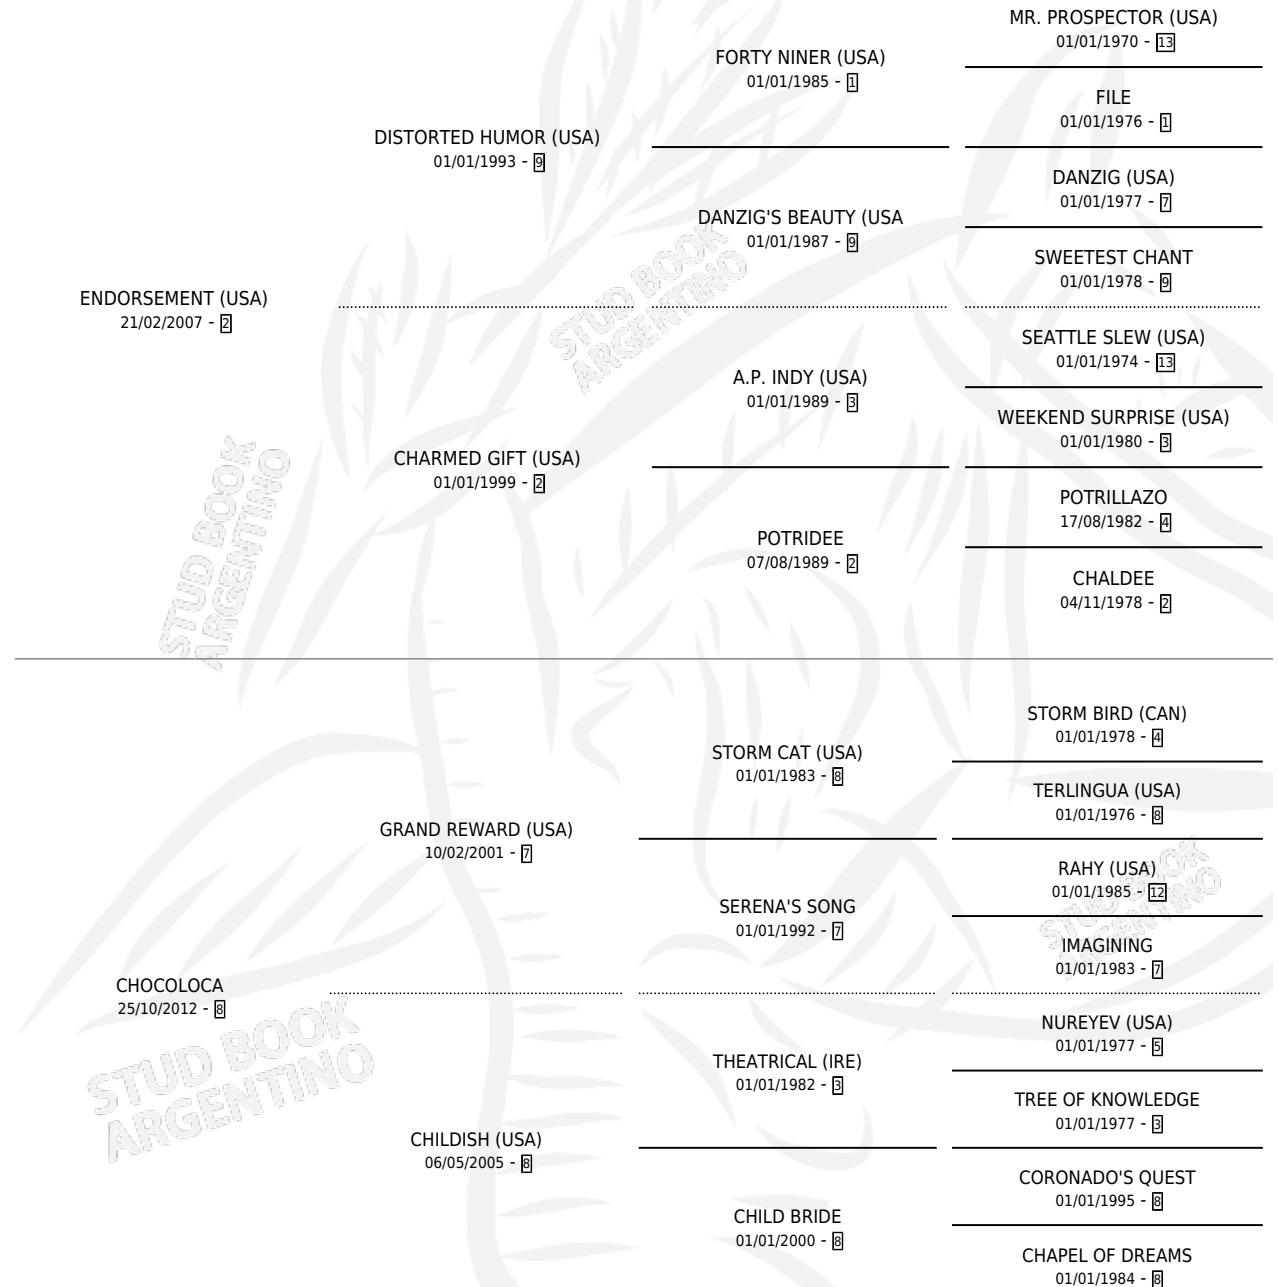 MR. PROSPECTOR (USA)
01/01/1970 - 13
FORTY NINER (USA)
01/01/1985 - 1
FILE
01/01/1976 - 1
DISTORTED HUMOR (USA)
01/01/1993 - 9
DANZIG (USA)
01/01/1977 - 7
DANZIG'S BEAUTY (USA
01/01/1987 - 9
SWEETEST CHANT
01/01/1978 - 9
ENDORSEMENT (USA)
21/02/2007 - 2
SEATTLE SLEW (USA)
01/01/1974 - 13
A.P. INDY (USA)
01/01/1989 - 3
WEEKEND SURPRISE (USA)
01/01/1980 - 3
CHARMED GIFT (USA)
01/01/1999 - 2
POTRILLAZO
17/08/1982 - 4
POTRIDEE
07/08/1989 - 2
CHALDEE
04/11/1978 - 2
STORM BIRD (CAN)
01/01/1978 - 4
STORM CAT (USA)
01/01/1983 - 8
TERLINGUA (USA)
01/01/1976 - 8
GRAND REWARD (USA)
10/02/2001 - 7
RAHY (USA)
01/01/1985 - 12
SERENA'S SONG
01/01/1992 - 7
IMAGINING
01/01/1983 - 7
CHOCOLOCA
25/10/2012 - 8
NUREYEV (USA)
01/01/1977 - 5
THEATRICAL (IRE)
01/01/1982 - 3
TREE OF KNOWLEDGE
01/01/1977 - 3
CHILDISH (USA)
06/05/2005 - 8
CORONADO'S QUEST
01/01/1995 - 8
CHILD BRIDE
01/01/2000 - 8
CHAPEL OF DREAMS
01/01/1984 - 8
STUD BOOK
ARGENTINO
STUD BOOK
ARGENTINO
STUD BOOK
ARGENTINO
STUD BOOK
ARGENTINO